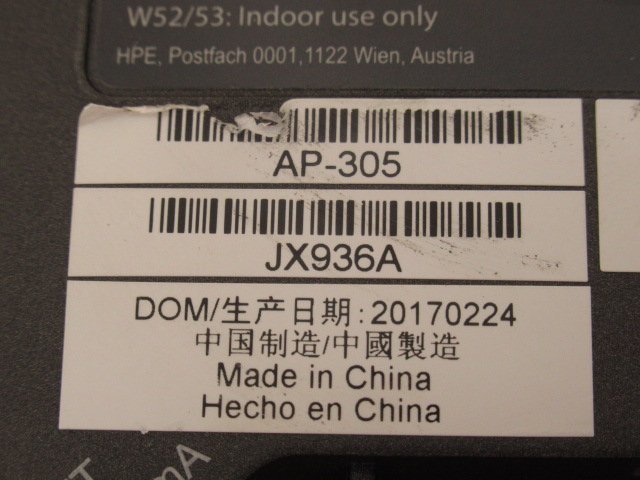 W52/53: Indoor use only
HPE, Postfach 0001,1122 Wien, Austria
AP-305
JX936A
DOM/生产日期: 20170224
中国制造/中國製造
Made in China
Hecho en China